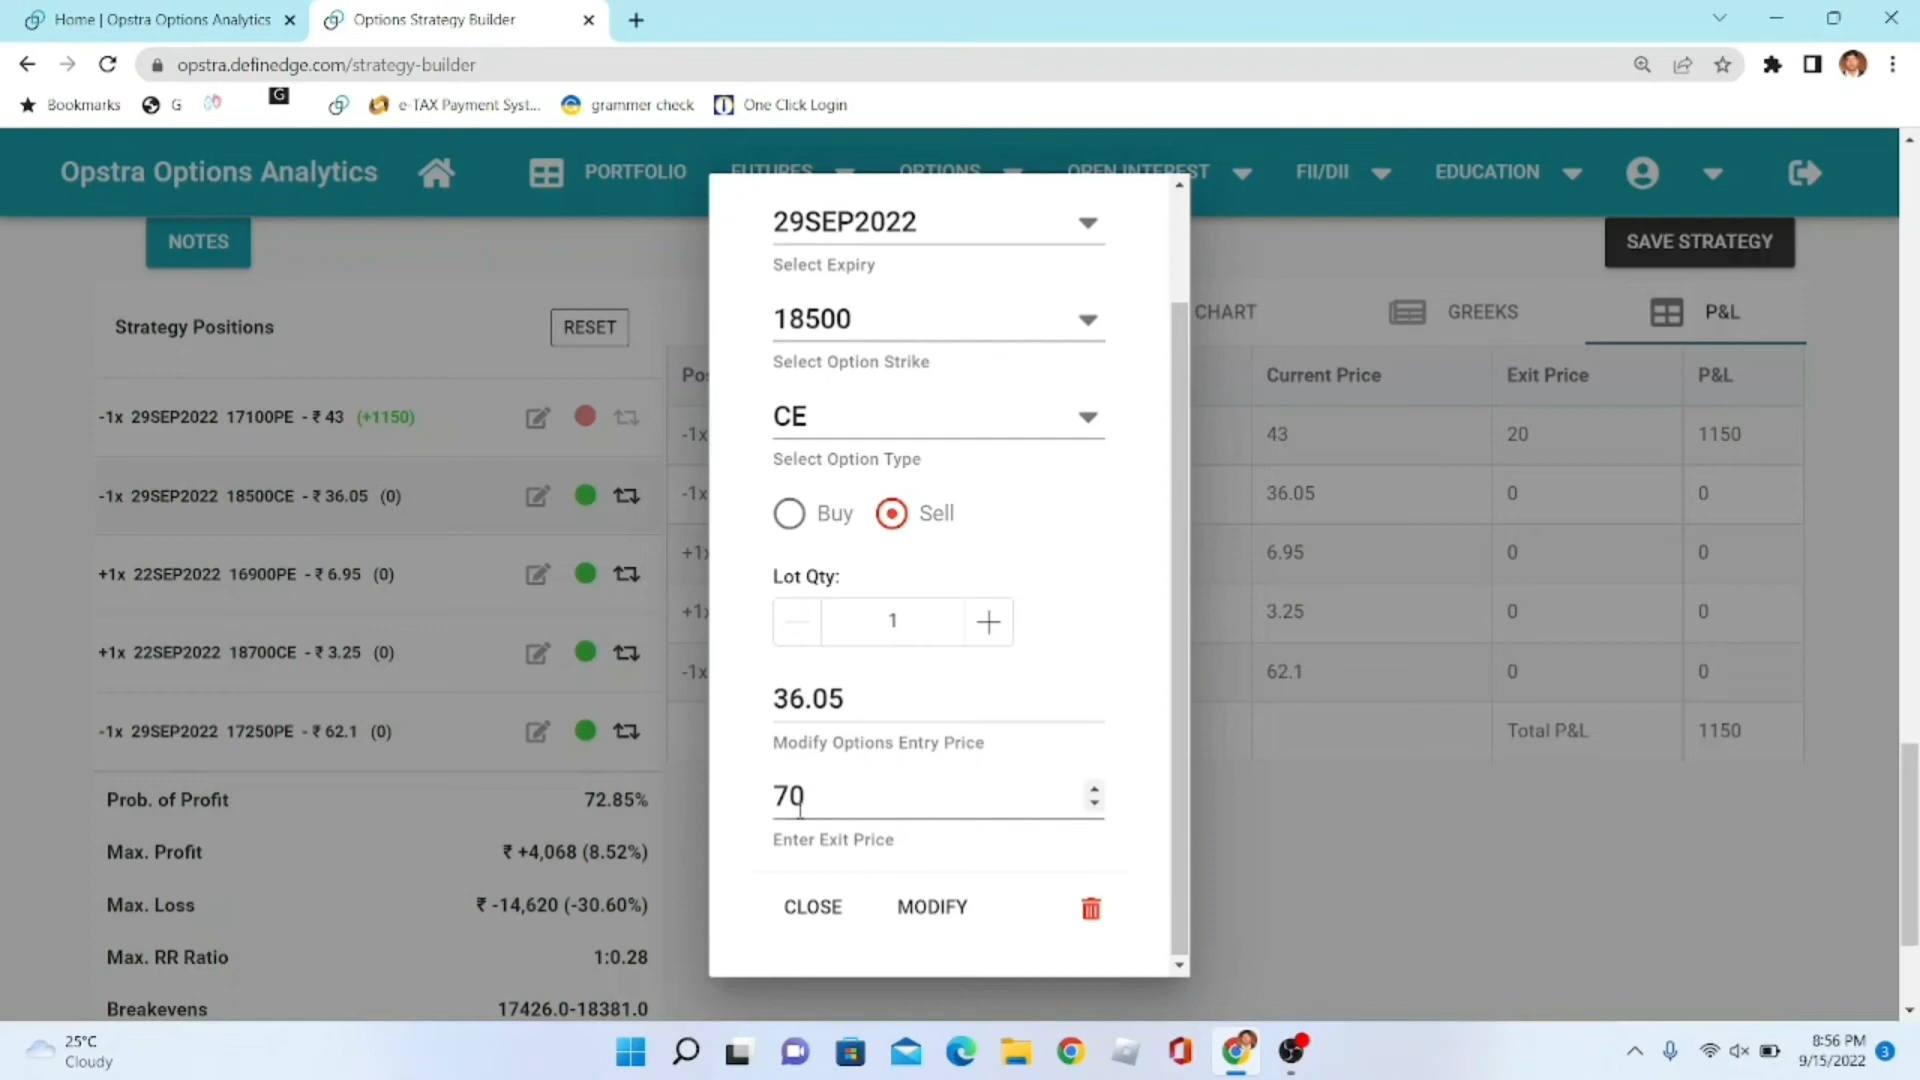 Home | Opstra Options Analytics
Options Strategy Builder
opstra.definedge.com/strategy-builder
Bookmarks
G
G
e-TAX Payment Syst...
grammer check
One Click Login
Opstra Options Analytics
PORTFOLIO
FUTURES
OPTIONS
OPEN INTEREST
FII/DII
EDUCATION
NOTES
SAVE STRATEGY
Strategy Positions
RESET
CHART
GREEKS
P&L
Current Price
Exit Price
P&L
-1x 29SEP2022 17100PE - ₹ 43 (+1150)
-1x
43
20
1150
-1x 29SEP2022 18500CE - ₹ 36.05 (0)
-1x
36.05
0
0
+1x 22SEP2022 16900PE - ₹ 6.95 (0)
6.95
0
0
+1x 22SEP2022 18700CE - ₹ 3.25 (0)
3.25
0
0
-1x 29SEP2022 17250PE - ₹ 62.1 (0)
-1x
62.1
0
0
Total P&L
1150
Prob. of Profit
72.85%
Max. Profit
₹ +4,068 (8.52%)
Max. Loss
₹ -14,620 (-30.60%)
Max. RR Ratio
1:0.28
Breakevens
17426.0-18381.0
29SEP2022
Select Expiry
18500
Select Option Strike
CE
Select Option Type
Buy
Sell
Lot Qty:
1
36.05
Modify Options Entry Price
70
Enter Exit Price
CLOSE
MODIFY
25°C
Cloudy
8:56 PM
9/15/2022
3